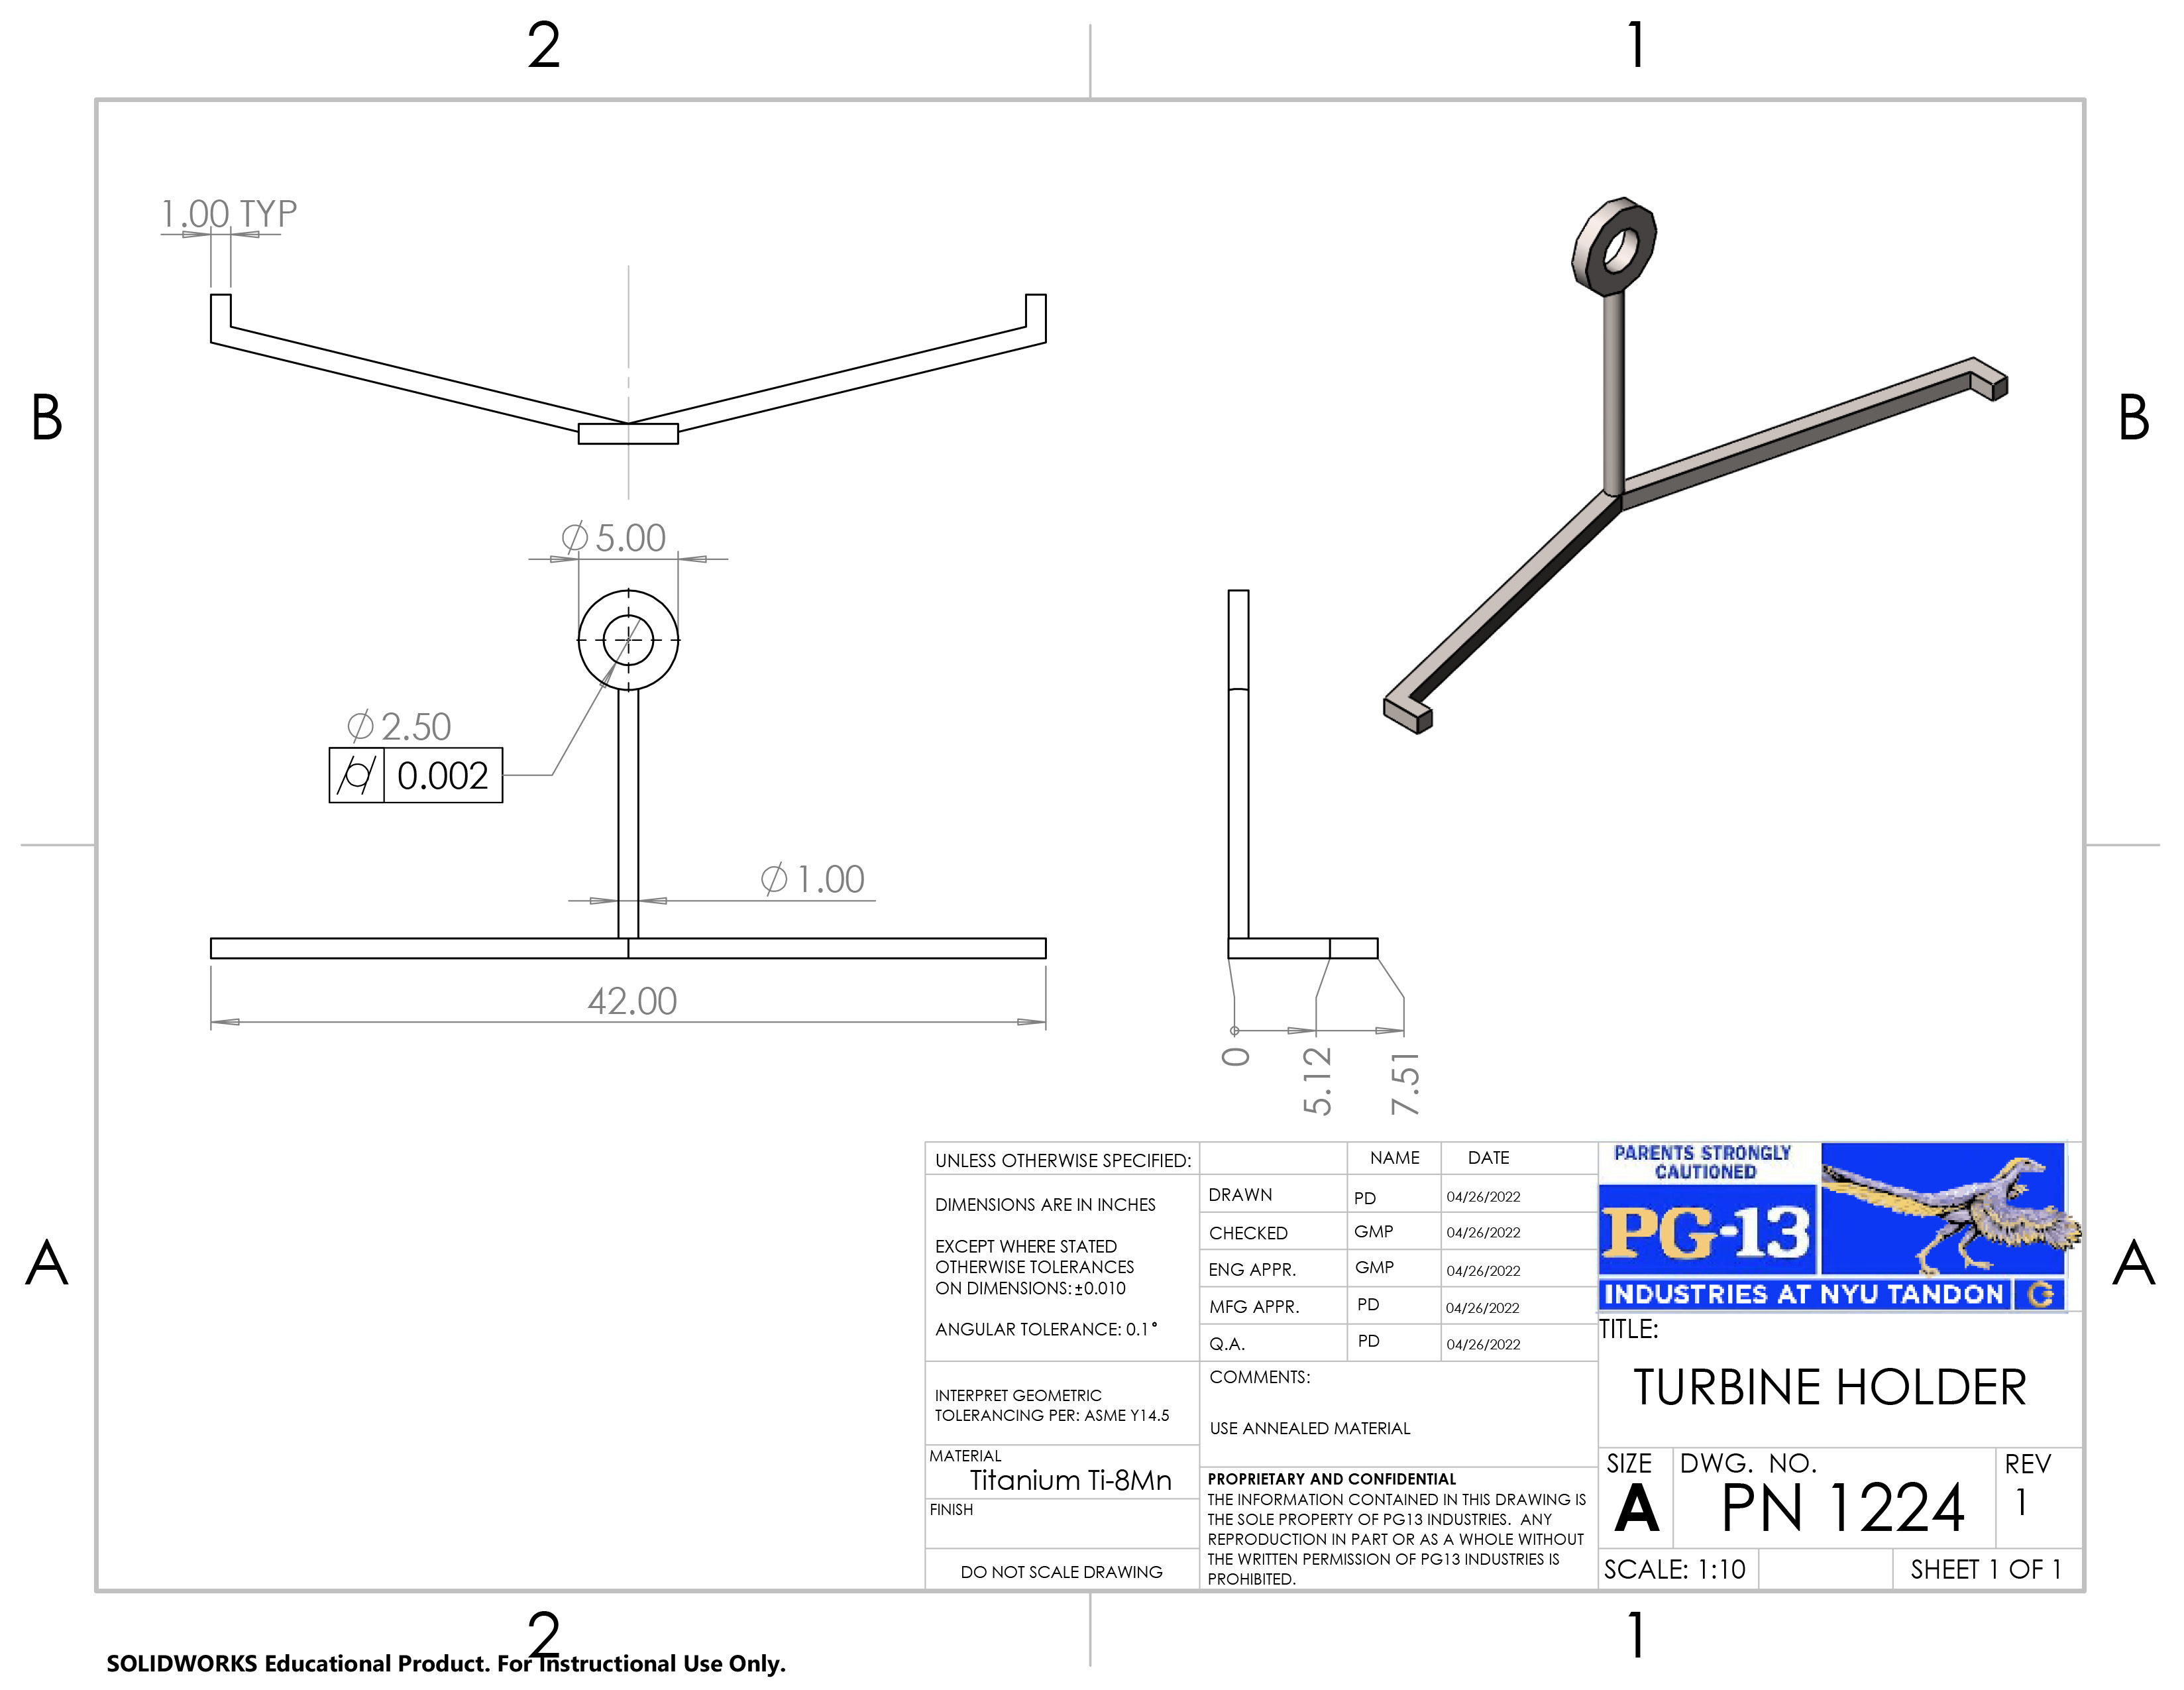 2
1
1.00 TYP
B
B
⌀5.00
⌀2.50
⌭ 0.002
⌀1.00
42.00
0
5.12
7.51
A
A
UNLESS OTHERWISE SPECIFIED:
DIMENSIONS ARE IN INCHES
EXCEPT WHERE STATED
OTHERWISE TOLERANCES
ON DIMENSIONS: ±0.010
ANGULAR TOLERANCE: 0.1°
INTERPRET GEOMETRIC
TOLERANCING PER: ASME Y14.5
MATERIAL
Titanium Ti-8Mn
FINISH
DO NOT SCALE DRAWING
NAME DATE
DRAWN PD 04/26/2022
CHECKED GMP 04/26/2022
ENG APPR. GMP 04/26/2022
MFG APPR. PD 04/26/2022
Q.A. PD 04/26/2022
COMMENTS:
USE ANNEALED MATERIAL
PROPRIETARY AND CONFIDENTIAL
THE INFORMATION CONTAINED IN THIS DRAWING IS
THE SOLE PROPERTY OF PG13 INDUSTRIES. ANY
REPRODUCTION IN PART OR AS A WHOLE WITHOUT
THE WRITTEN PERMISSION OF PG13 INDUSTRIES IS
PROHIBITED.
PARENTS STRONGLY
CAUTIONED
PG-13
INDUSTRIES AT NYU TANDON
TITLE:
TURBINE HOLDER
SIZE DWG. NO. REV
A PN 1224 1
SCALE: 1:10 SHEET 1 OF 1
2
1
SOLIDWORKS Educational Product. For Instructional Use Only.